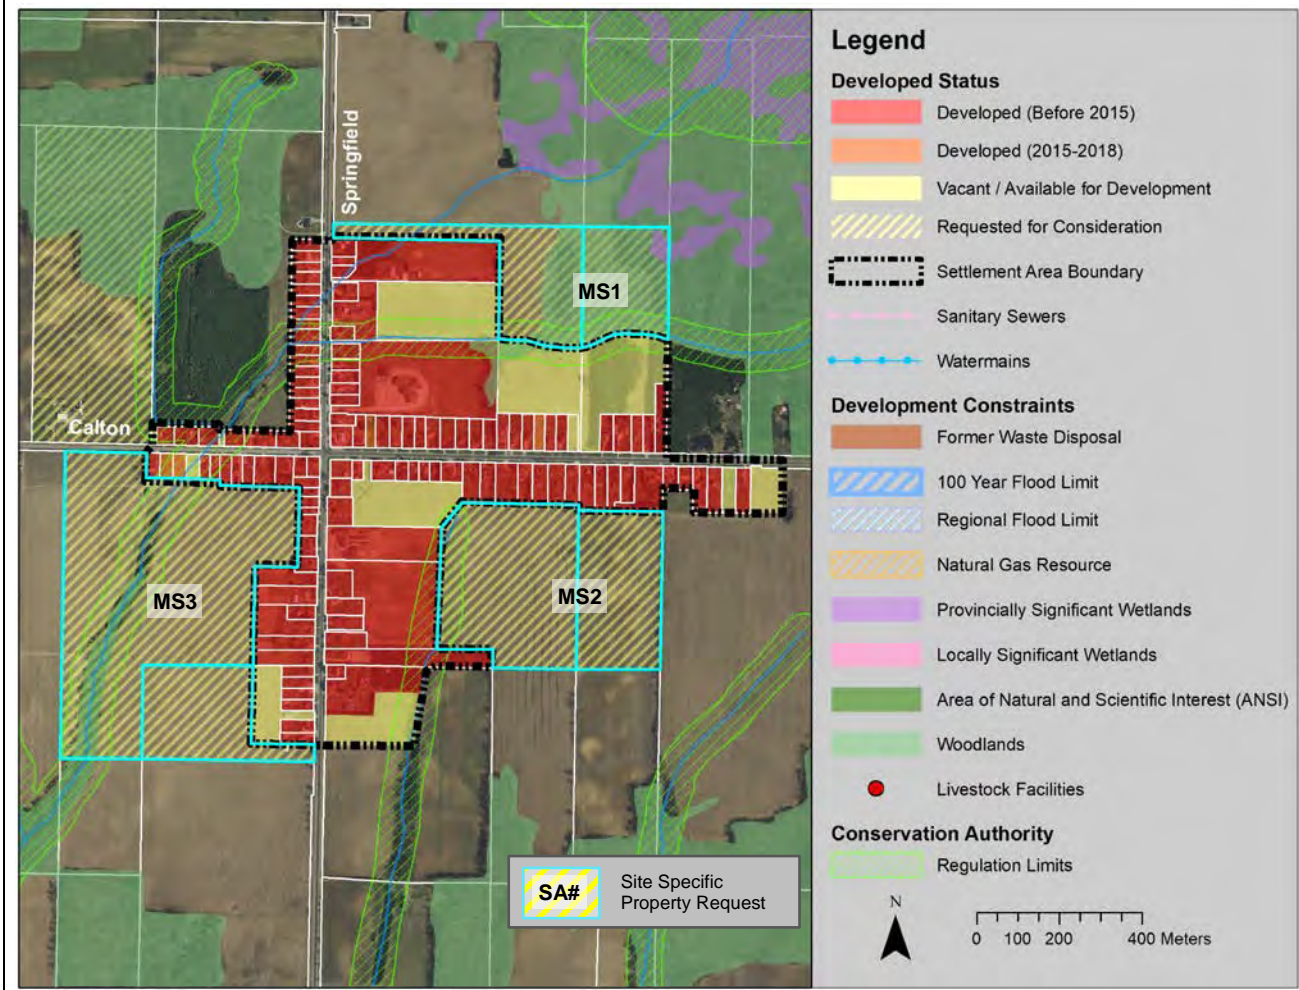 Springfield
Calton
MS1
MS2
MS3
SA#
Site Specific
Property Request
Legend
Developed Status
Developed (Before 2015)
Developed (2015-2018)
Vacant / Available for Development
Requested for Consideration
Settlement Area Boundary
Sanitary Sewers
Watermains
Development Constraints
Former Waste Disposal
100 Year Flood Limit
Regional Flood Limit
Natural Gas Resource
Provincially Significant Wetlands
Locally Significant Wetlands
Area of Natural and Scientific Interest (ANSI)
Woodlands
Livestock Facilities
Conservation Authority
Regulation Limits
N
0 100 200 400 Meters